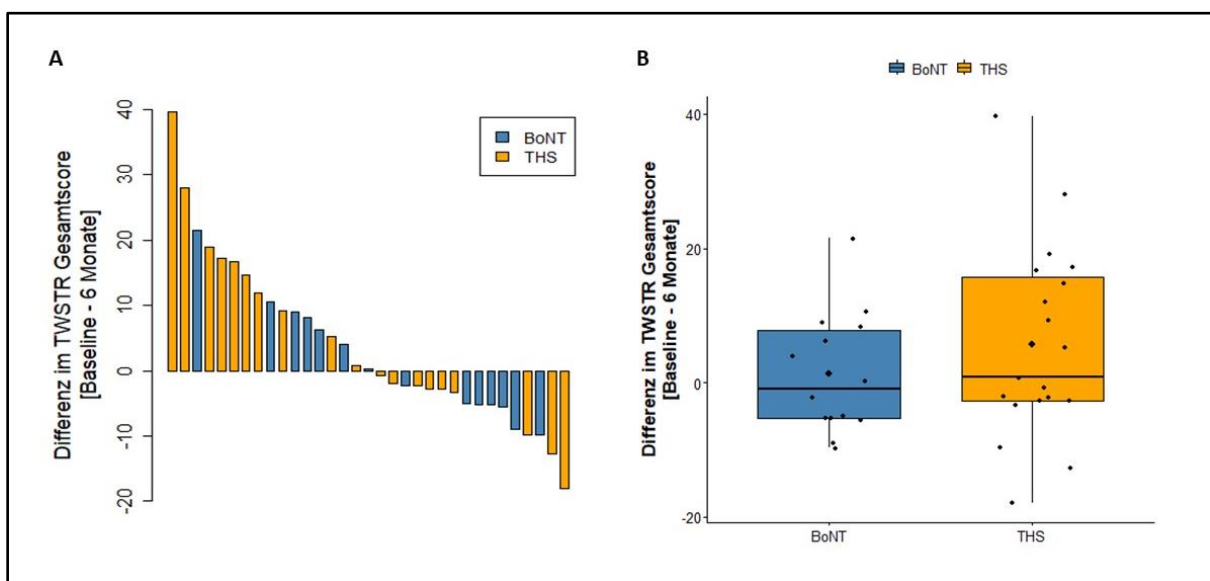 A
Differenz im TWSTR Gesamtscore
[Baseline - 6 Monate]
40
30
20
10
0
-10
-20
BoNT
THS
B
BoNT THS
Differenz im TWSTR Gesamtscore
[Baseline - 6 Monate]
40
20
0
-20
BoNT THS